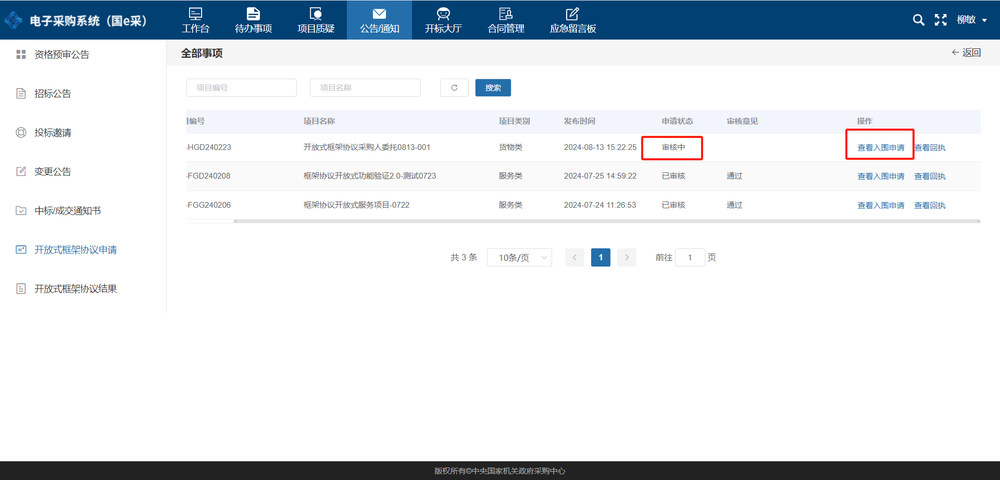 电子采购系统（国e采）
工作台 待办事项 项目质疑 公告/通知 开标大厅 合同管理 应急留言板 柳敏
资格预审公告
招标公告
投标邀请
变更公告
中标/成交通知书
开放式框架协议申请
开放式框架协议结果
全部事项 返回
项目编号 项目名称 搜索
编号 项目名称 项目类别 发布时间 申请状态 审核意见 操作
-HGD240223 开放式框架协议采购人委托0813-001 货物类 2024-08-13 15:22:25 审核中 查看入围申请 查看回执
-FGD240208 框架协议开放式功能验证2.0-测试0723 服务类 2024-07-25 14:59:22 已审核 通过 查看入围申请 查看回执
-FGG240206 框架协议开放式服务项目-0722 服务类 2024-07-24 11:26:53 已审核 通过 查看入围申请 查看回执
共 3 条 10条/页 1 前往 1 页
版权所有©中央国家机关政府采购中心